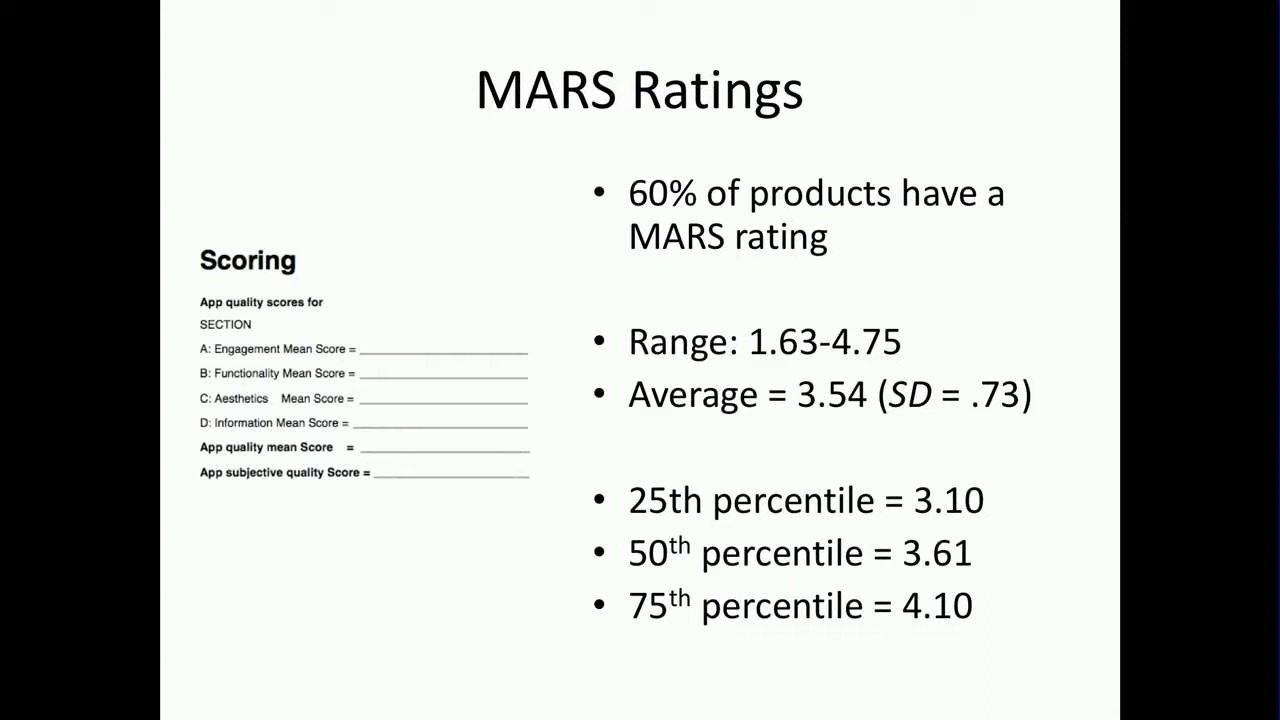 MARS Ratings
Scoring
App quality scores for
SECTION
A: Engagement Mean Score =
B: Functionality Mean Score =
C: Aesthetics Mean Score =
D: Information Mean Score =
App quality mean Score =
App subjective quality Score =
• 60% of products have a
MARS rating
• Range: 1.63-4.75
• Average = 3.54 (SD = .73)
• 25th percentile = 3.10
• 50th percentile = 3.61
• 75th percentile = 4.10